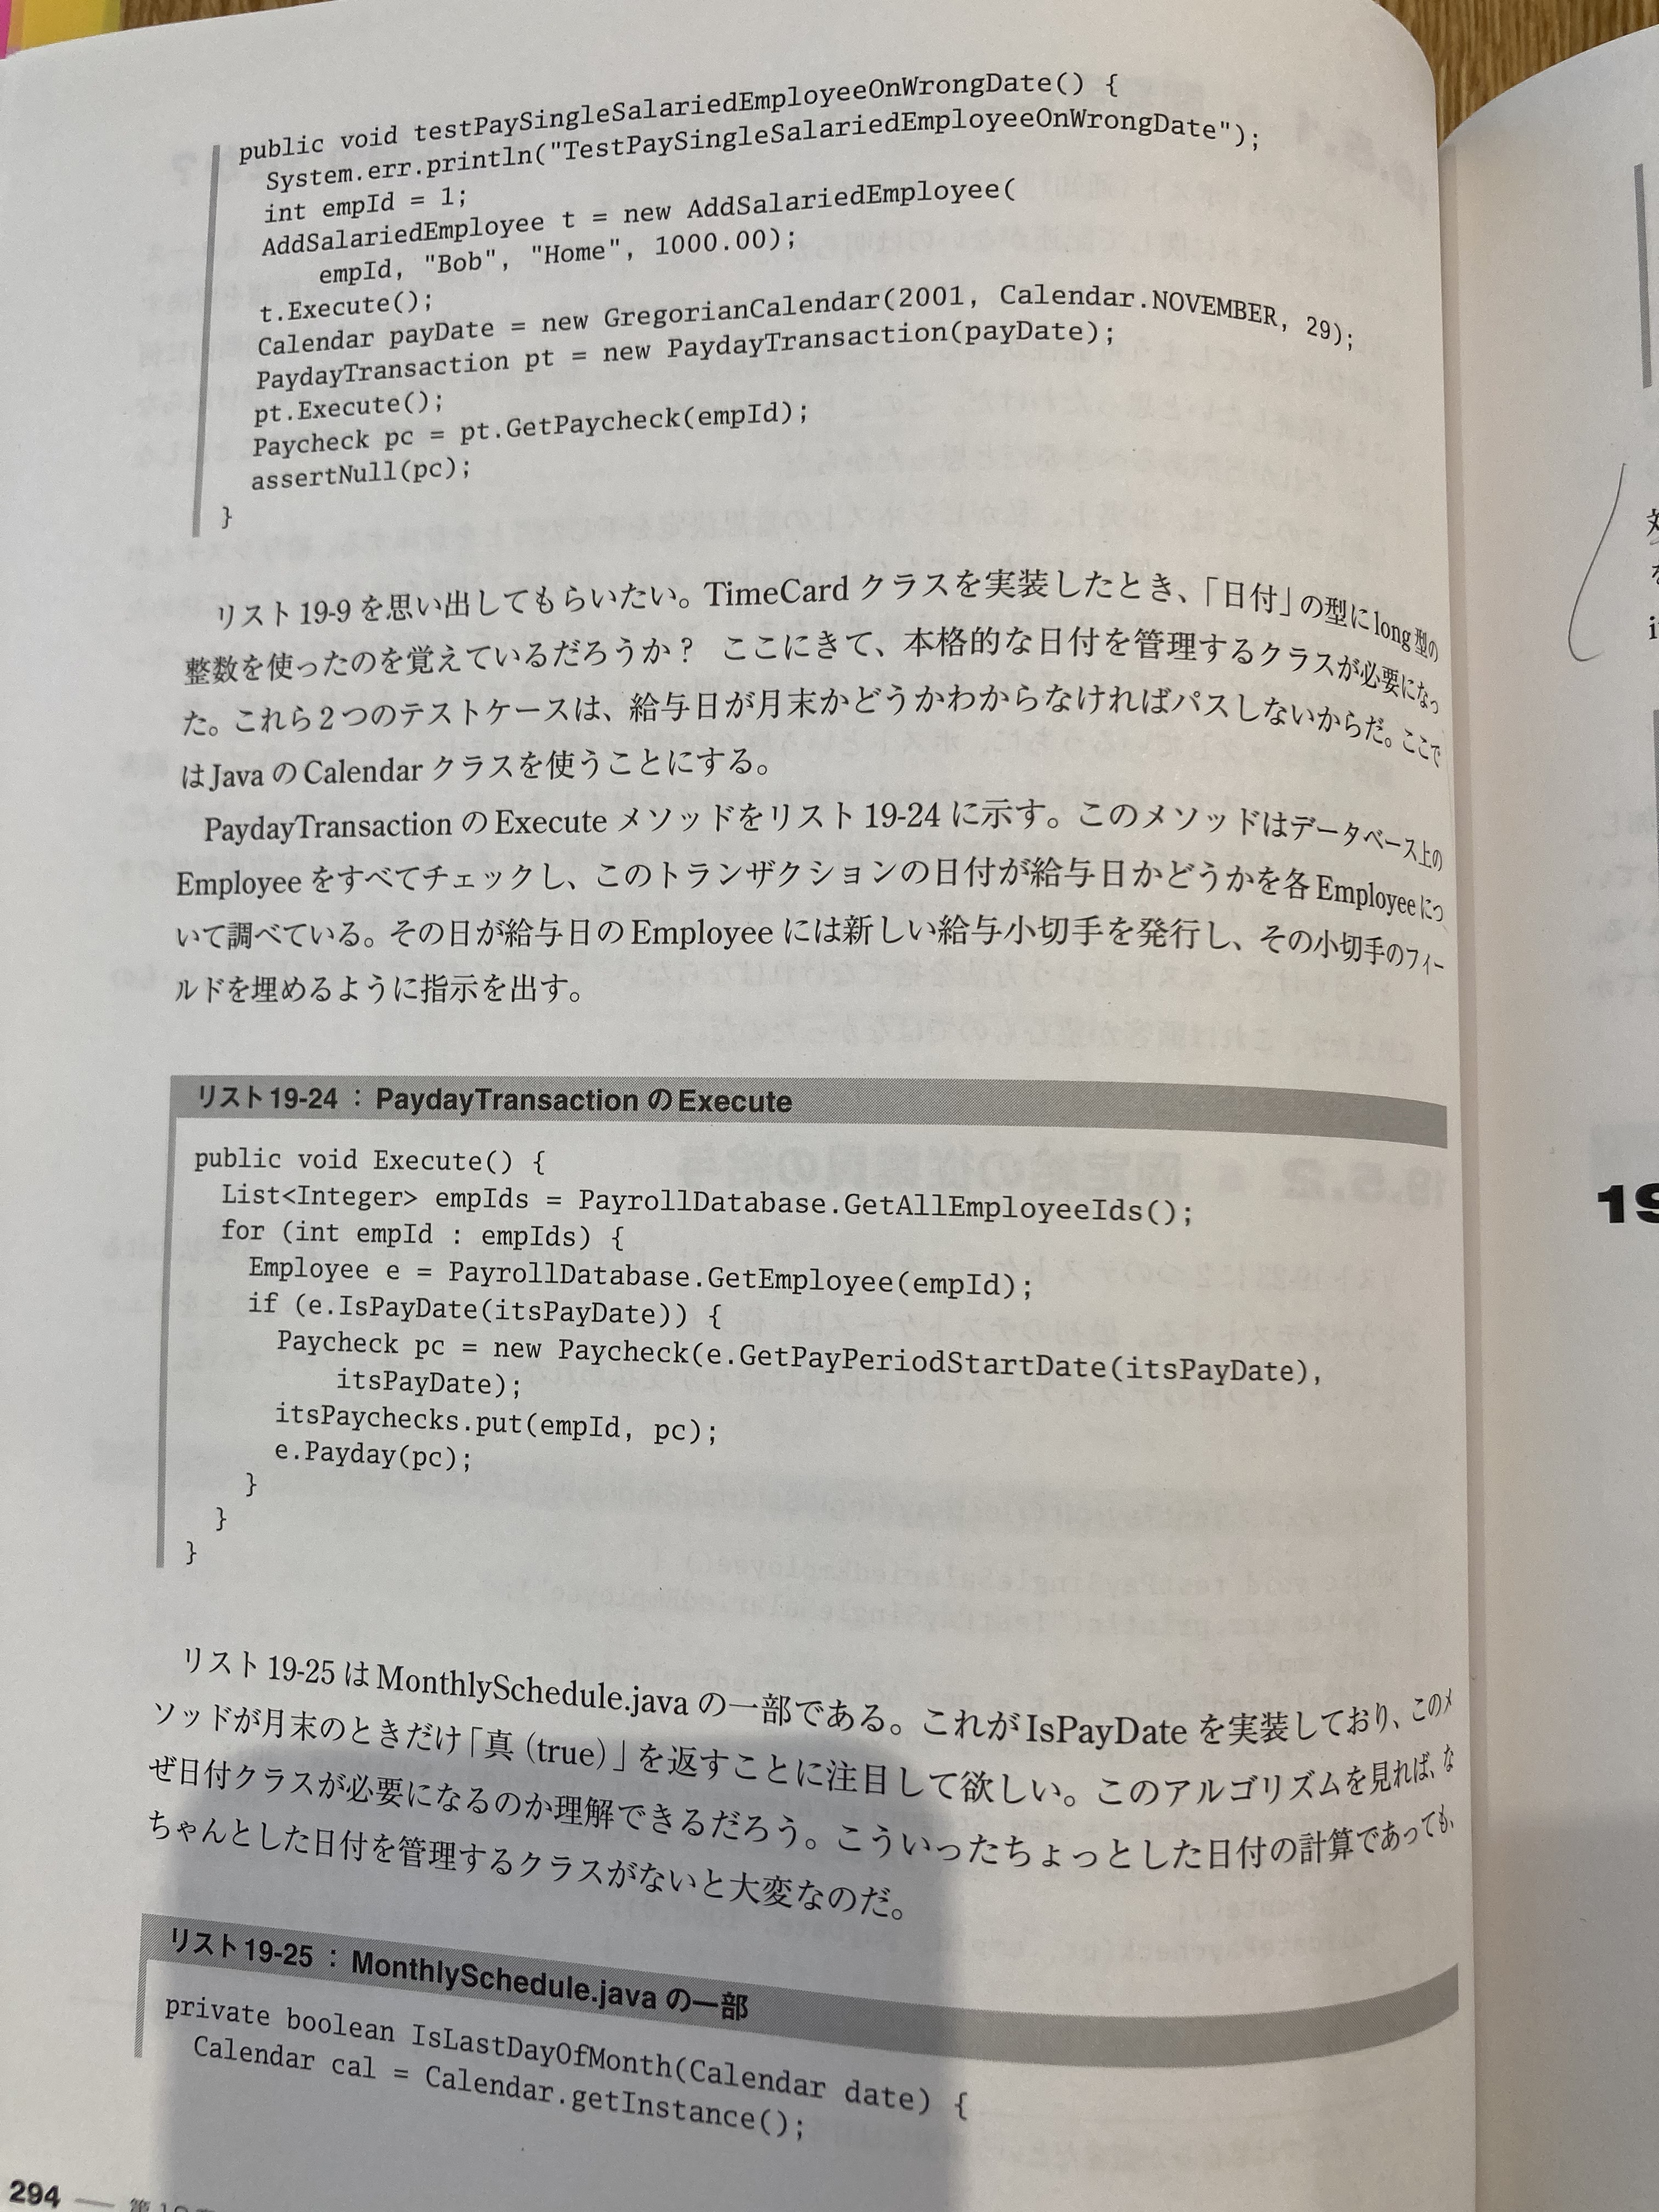 public void testPaySingleSalariedEmployeeOnWrongDate() {
System.err.println("TestPaySingleSalariedEmployeeOnWrongDate");
int empId = 1;
AddSalariedEmployee t = new AddSalariedEmployee(
empId, "Bob", "Home", 1000.00);
t.Execute();
Calendar payDate = new GregorianCalendar(2001, Calendar.NOVEMBER, 29);
PaydayTransaction pt = new PaydayTransaction(payDate);
pt.Execute();
Paycheck pc = pt.GetPaycheck(empId);
assertNull(pc);
}
リスト19-9を思い出してもらいたい。TimeCardクラスを実装したとき、「日付」の型にlong型の
整数を使ったのを覚えているだろうか? ここにきて、本格的な日付を管理するクラスが必要になっ
た。これら2つのテストケースは、給与日が月末かどうかわからなければパスしないからだ。ここで
はJavaのCalendarクラスを使うことにする。
PaydayTransactionのExecuteメソッドをリスト19-24に示す。このメソッドはデータベース上の
Employeeをすべてチェックし、このトランザクションの日付が給与日かどうかを各Employeeにつ
いて調べている。その日が給与日のEmployeeには新しい給与小切手を発行し、その小切手のフィー
ルドを埋めるように指示を出す。
リスト19-24：PaydayTransactionのExecute
public void Execute() {
List<Integer> empIds = PayrollDatabase.GetAllEmployeeIds();
for (int empId : empIds) {
Employee e = PayrollDatabase.GetEmployee(empId);
if (e.IsPayDate(itsPayDate)) {
Paycheck pc = new Paycheck(e.GetPayPeriodStartDate(itsPayDate),
itsPayDate);
itsPaychecks.put(empId, pc);
e.Payday(pc);
}
}
}
リスト19-25はMonthlySchedule.javaの一部である。これがIsPayDateを実装しており、このメ
ソッドが月末のときだけ「真(true)」を返すことに注目して欲しい。このアルゴリズムを見れば、な
ぜ日付クラスが必要になるのか理解できるだろう。こういったちょっとした日付の計算であっても、
ちゃんとした日付を管理するクラスがないと大変なのだ。
リスト19-25：MonthlySchedule.javaの一部
private boolean IsLastDayOfMonth(Calendar date) {
Calendar cal = Calendar.getInstance();
294